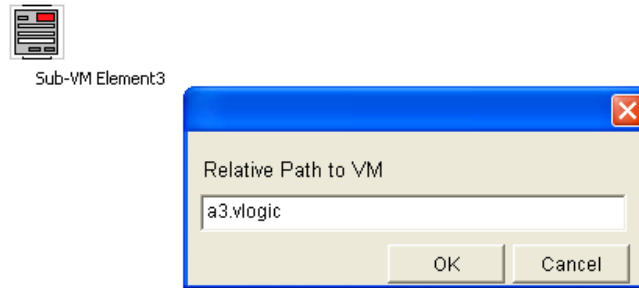 Sub-VM Element3
Relative Path to VM
a3.vlogic
OK
Cancel